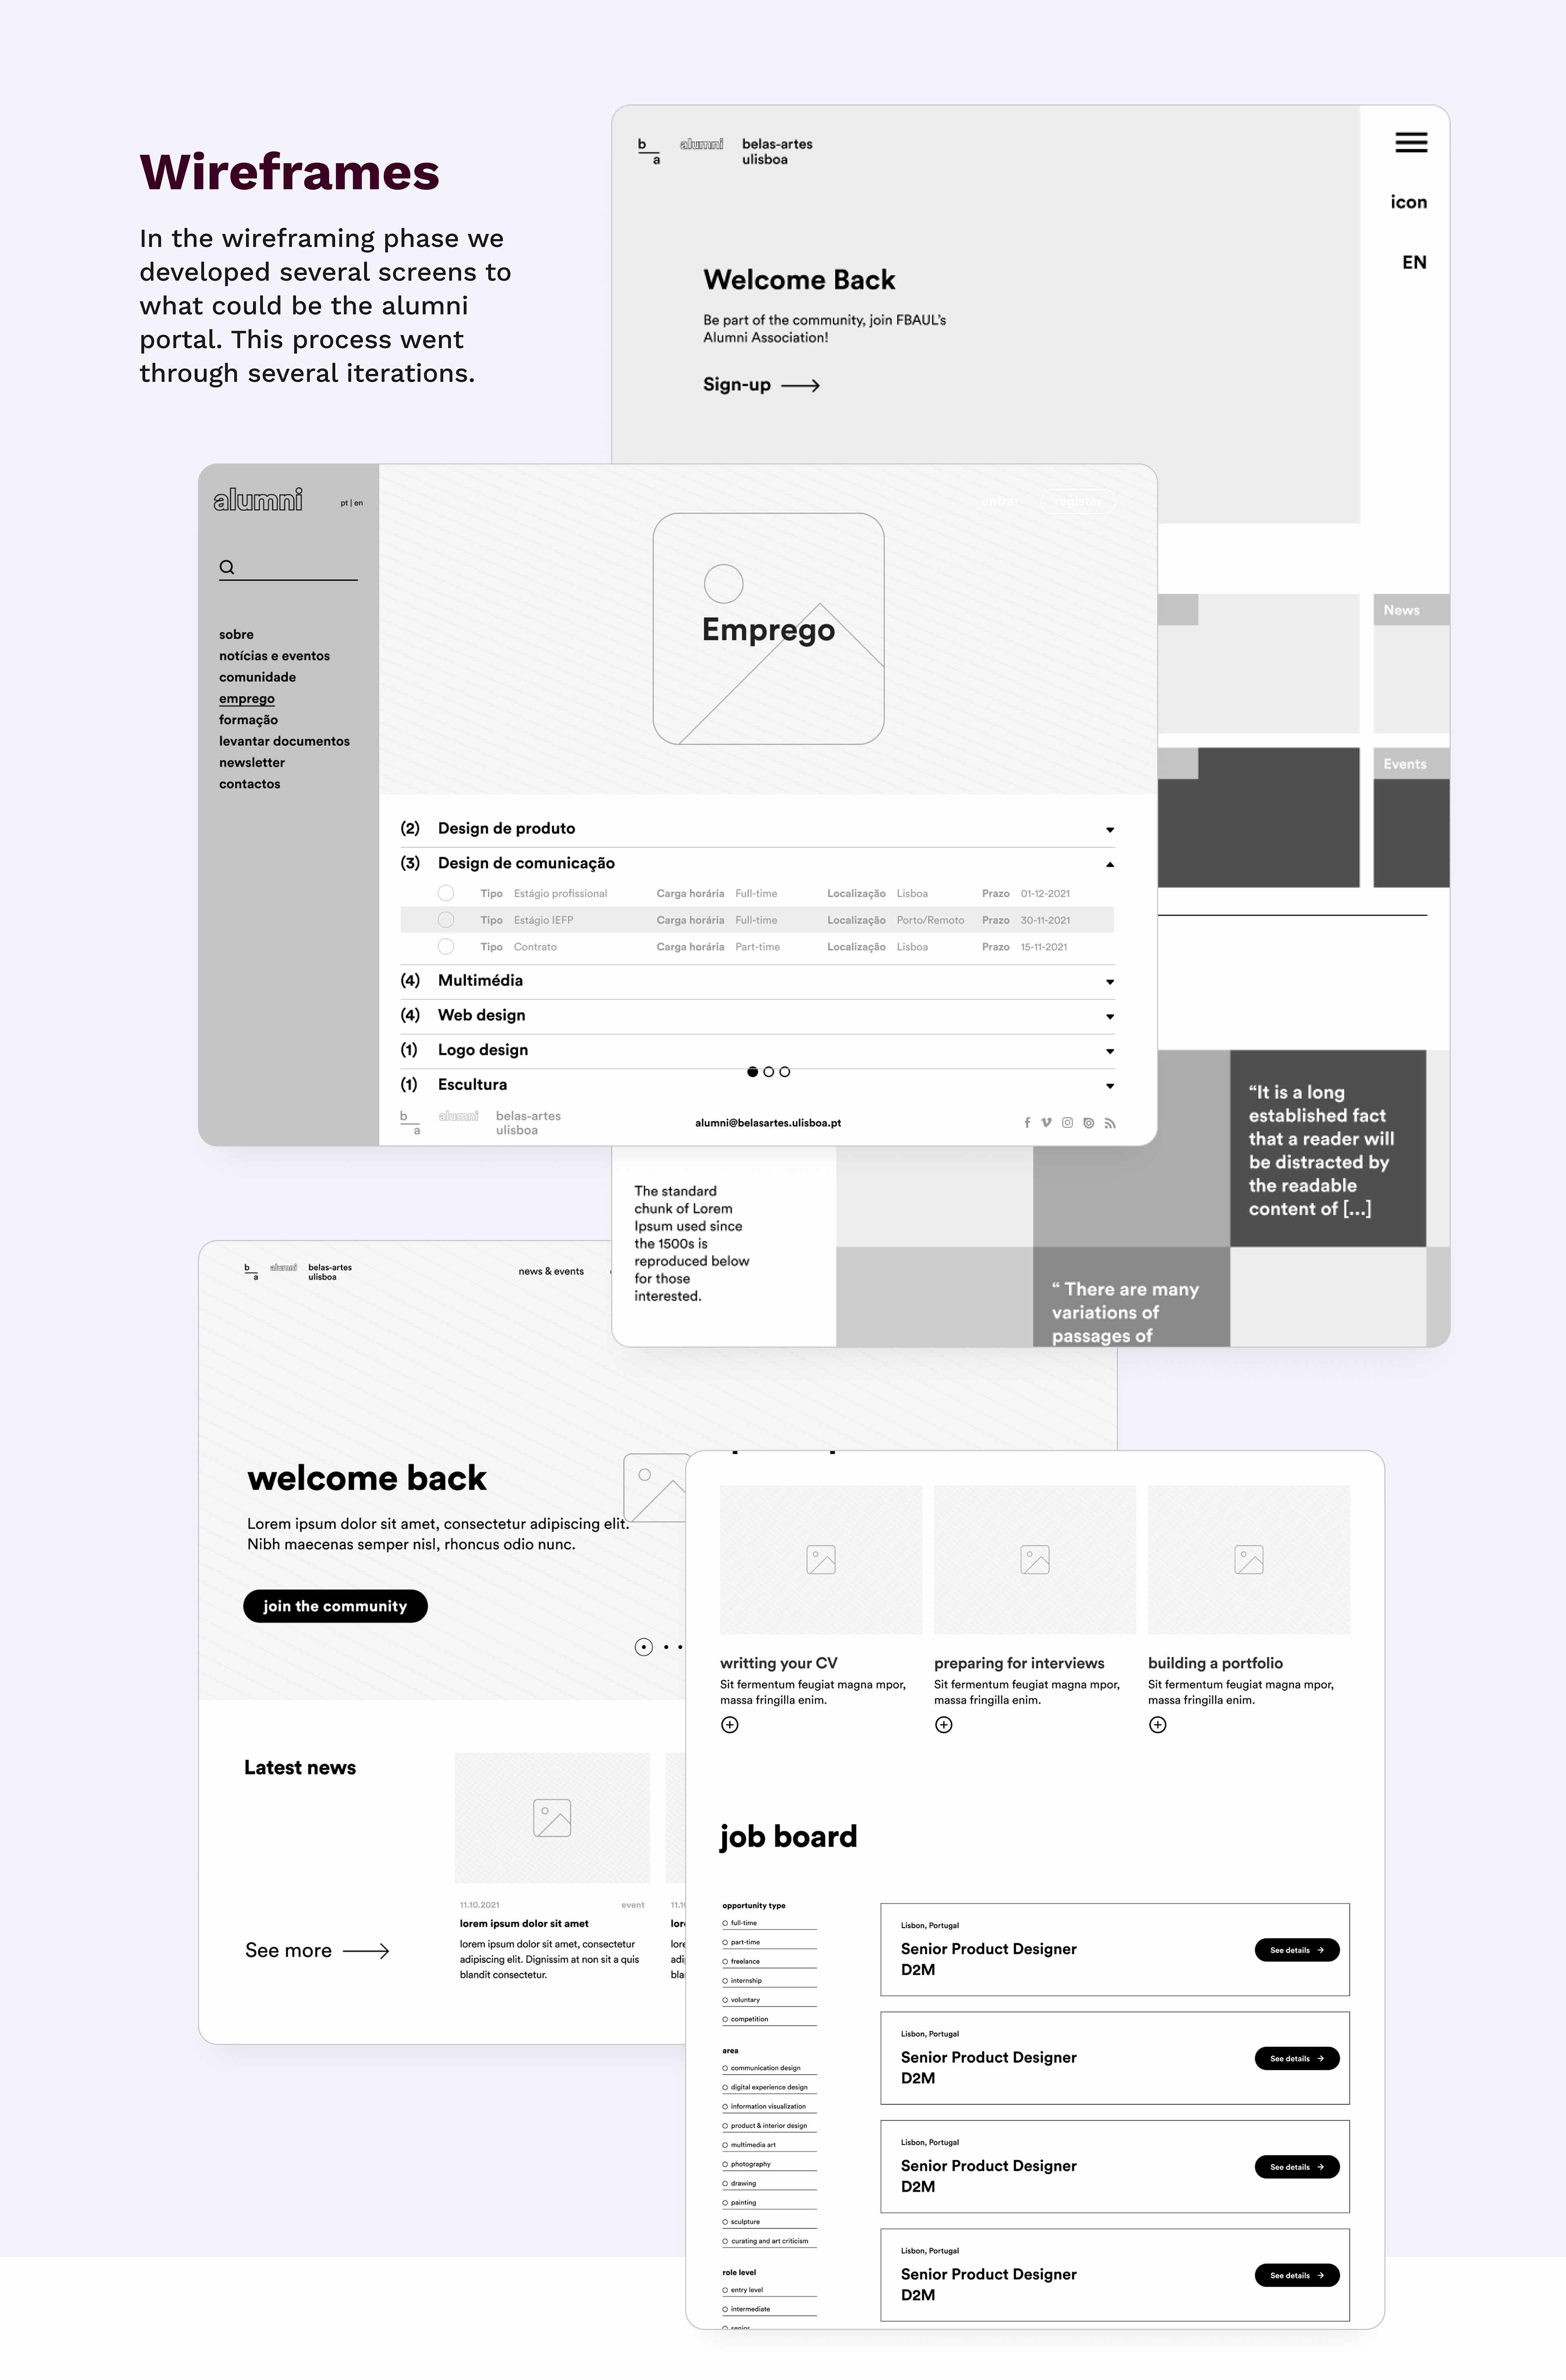 Wireframes
In the wireframing phase we
developed several screens to
what could be the alumni
portal. This process went
through several iterations.
b
a
alumni
belas-artes
ulisboa
icon
EN
Welcome Back
Be part of the community, join FBAUL's
Alumni Association!
Sign-up
News
Events
"It is a long
established fact
that a reader will
be distracted by
the readable
content of [...]
The standard
chunk of Lorem
Ipsum used since
the 1500s is
reproduced below
for those
interested.
" There are many
variations of
passages of
alumni
pt | en
sobre
notícias e eventos
comunidade
emprego
formação
levantar documentos
newsletter
contactos
entrar register
Emprego
(2) Design de produto
(3) Design de comunicação
Tipo Estágio profissional Carga horária Full-time Localização Lisboa Prazo 01-12-2021
Tipo Estágio IEFP Carga horária Full-time Localização Porto/Remoto Prazo 30-11-2021
Tipo Contrato Carga horária Part-time Localização Lisboa Prazo 15-11-2021
(4) Multimédia
(4) Web design
(1) Logo design
(1) Escultura
b
a
alumni
belas-artes
ulisboa
alumni@belasartes.ulisboa.pt
b
a
alumni
belas-artes
ulisboa
news & events
welcome back
Lorem ipsum dolor sit amet, consectetur adipiscing elit.
Nibh maecenas semper nisl, rhoncus odio nunc.
join the community
Latest news
See more
11.10.2021 event
lorem ipsum dolor sit amet
lorem ipsum dolor sit amet, consectetur
adipiscing elit. Dignissim at non sit a quis
blandit consectetur.
writting your CV
Sit fermentum feugiat magna mpor,
massa fringilla enim.
preparing for interviews
Sit fermentum feugiat magna mpor,
massa fringilla enim.
building a portfolio
Sit fermentum feugiat magna mpor,
massa fringilla enim.
job board
opportunity type
full-time
part-time
freelance
internship
voluntary
competition
area
communication design
digital experience design
information visualization
product & interior design
multimedia art
photography
drawing
painting
sculpture
curating and art criticism
role level
entry level
intermediate
Lisbon, Portugal
Senior Product Designer
D2M
See details
Lisbon, Portugal
Senior Product Designer
D2M
See details
Lisbon, Portugal
Senior Product Designer
D2M
See details
Lisbon, Portugal
Senior Product Designer
D2M
See details